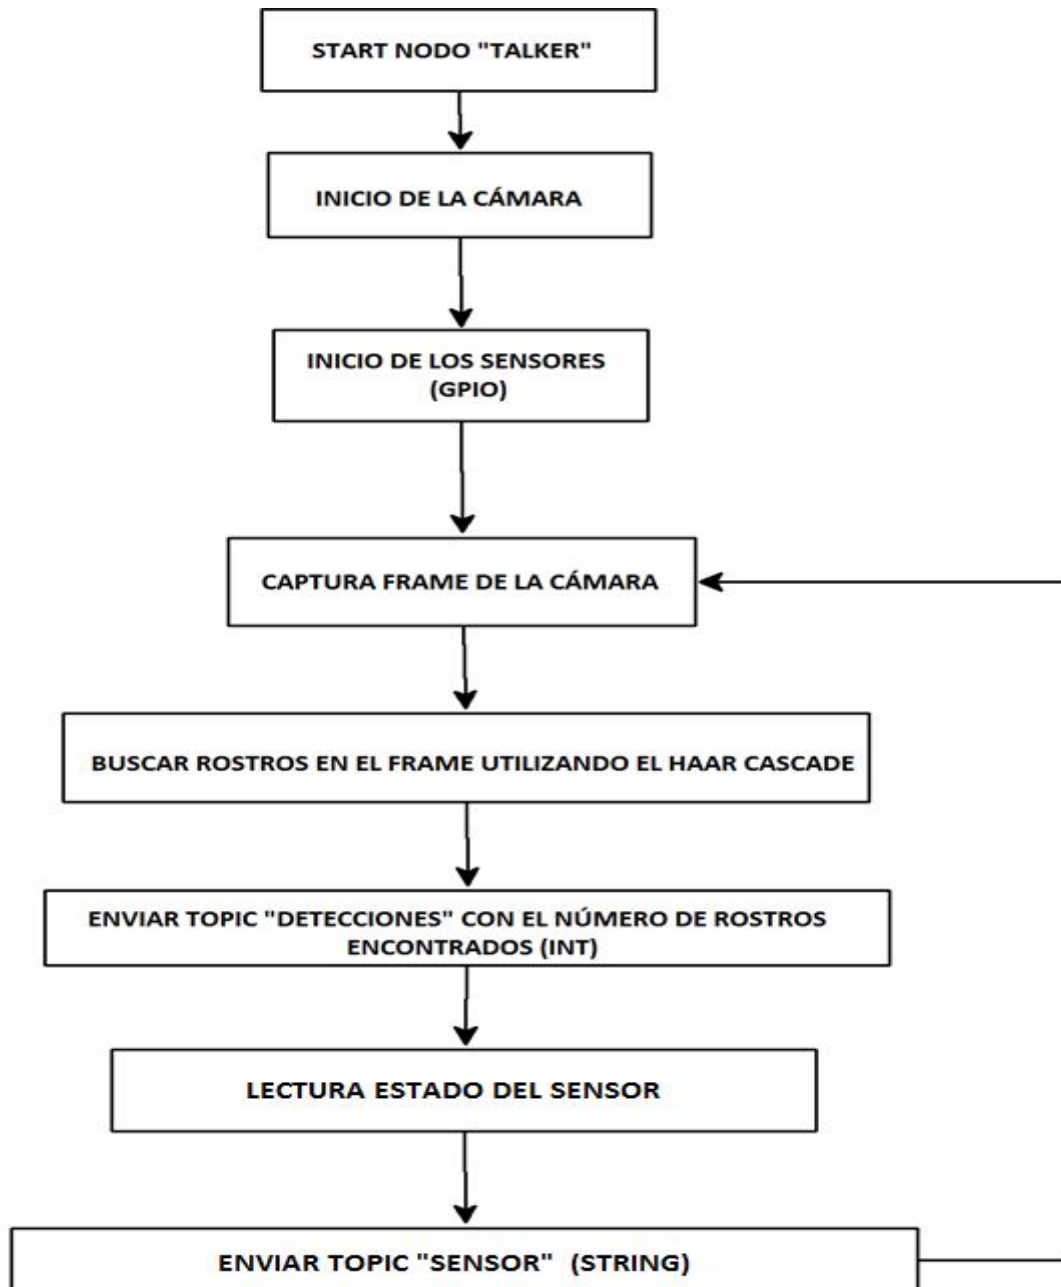 START NODO "TALKER"
INICIO DE LA CÁMARA
INICIO DE LOS SENSORES
(GPIO)
CAPTURA FRAME DE LA CÁMARA
BUSCAR ROSTROS EN EL FRAME UTILIZANDO EL HAAR CASCADE
ENVIAR TOPIC "DETECCIONES" CON EL NÚMERO DE ROSTROS
ENCONTRADOS (INT)
LECTURA ESTADO DEL SENSOR
ENVIAR TOPIC "SENSOR" (STRING)